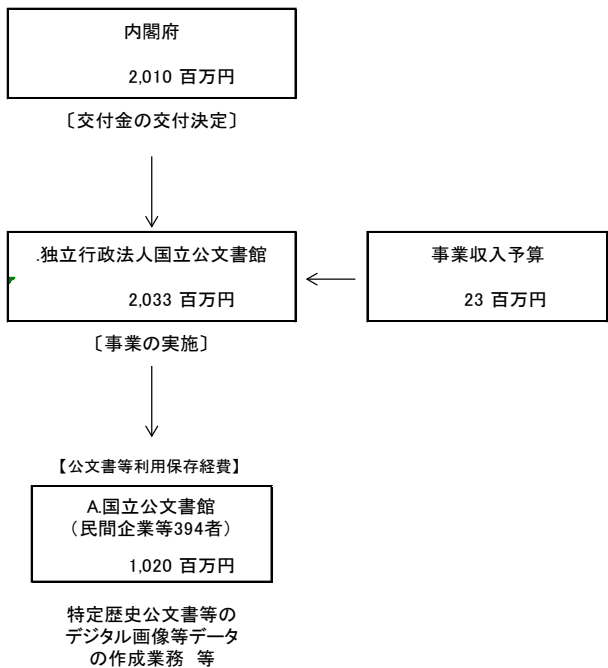 内閣府
2,010 百万円
〔交付金の交付決定〕
.独立行政法人国立公文書館
2,033 百万円
事業収入予算
23 百万円
〔事業の実施〕
【公文書等利用保存経費】
A.国立公文書館
（民間企業等394者）
1,020 百万円
特定歴史公文書等の
デジタル画像等データ
の作成業務 等